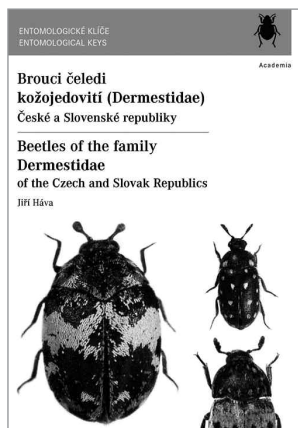 ENTOMOLOGICKÉ KLÍČE
ENTOMOLOGICAL KEYS
Academia
Brouci čeledi
kožojedovití (Dermestidae)
České a Slovenské republiky
Beetles of the family
Dermestidae
of the Czech and Slovak Republics
Jiří Háva